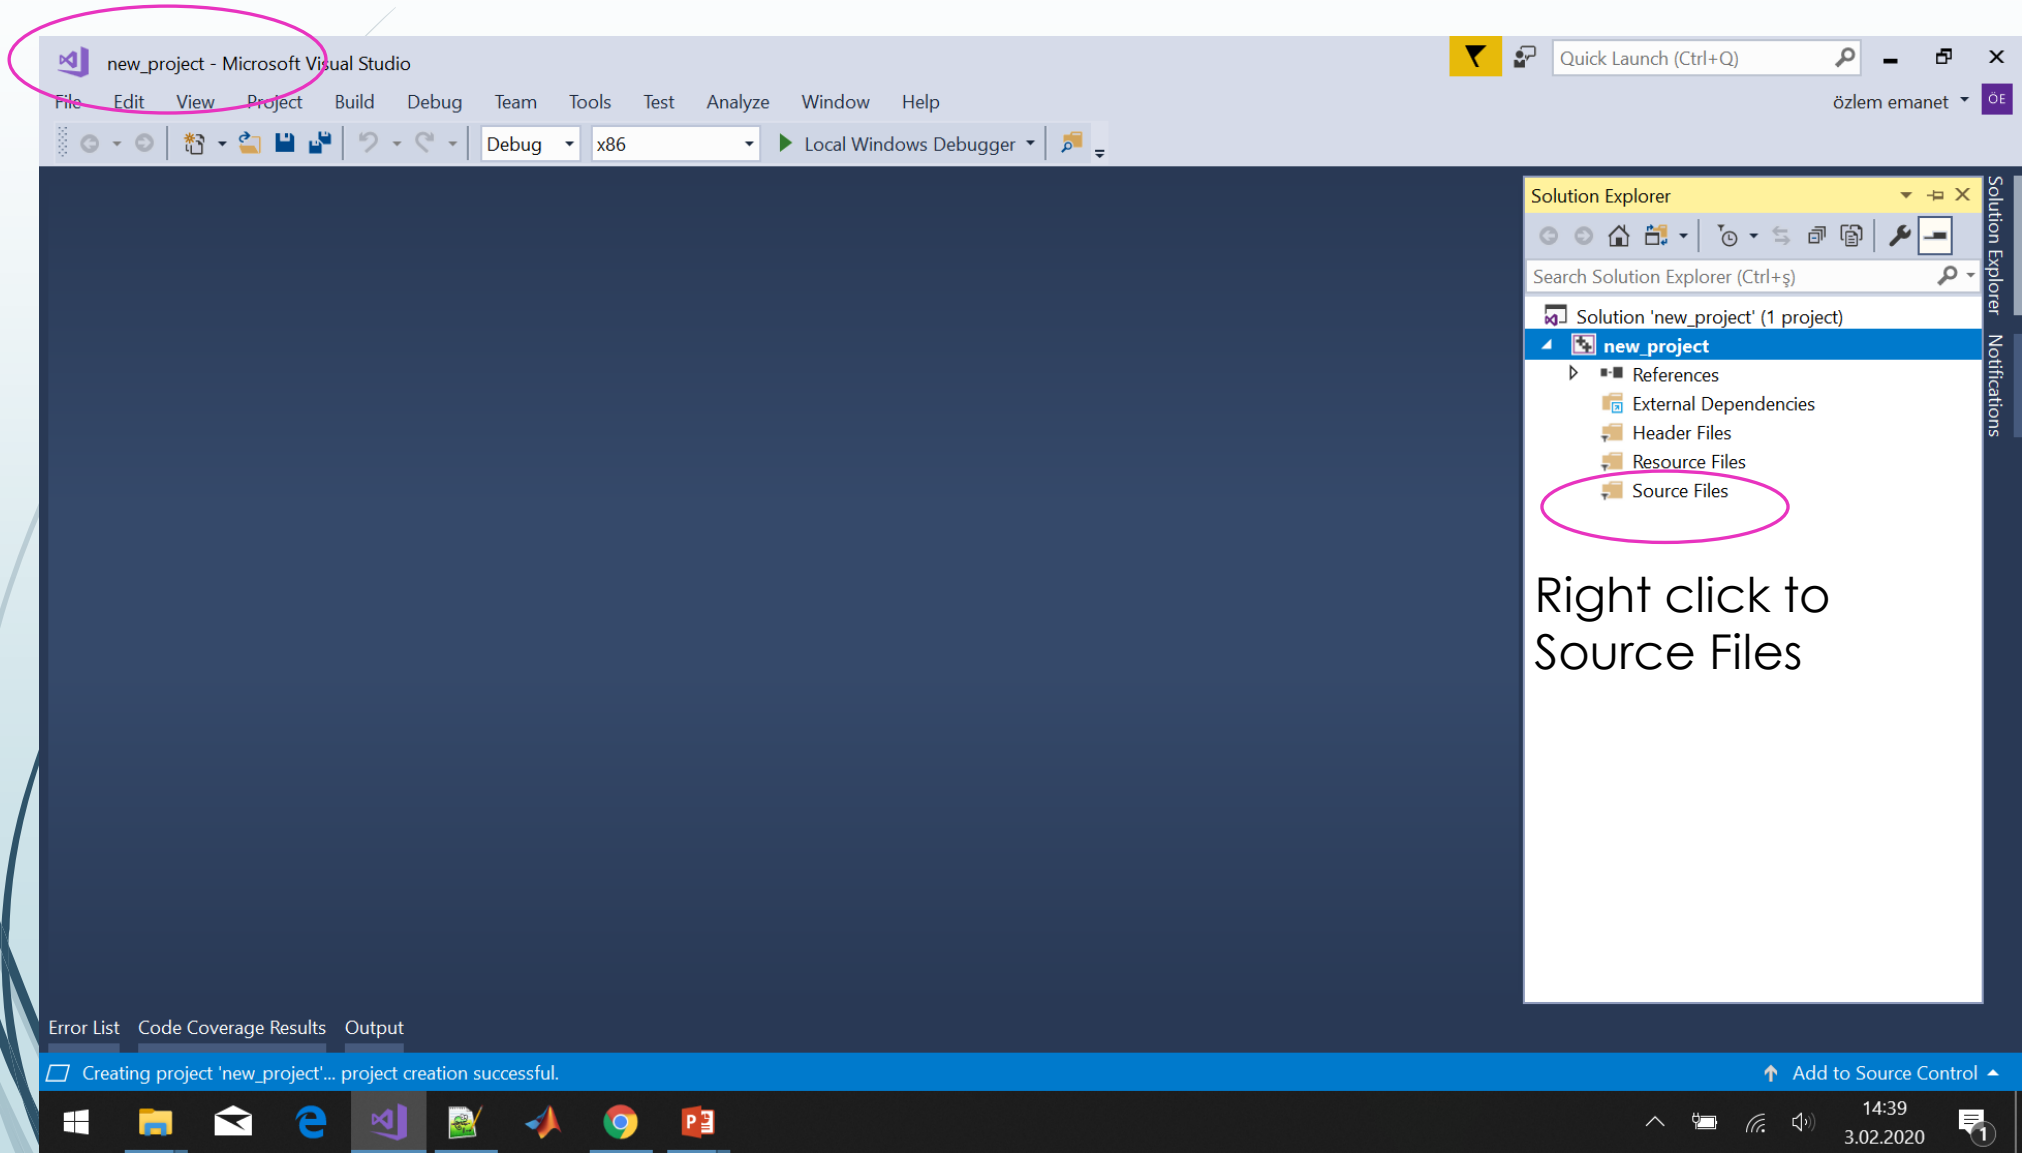 new_project - Microsoft Visual Studio
Quick Launch (Ctrl+Q)
File Edit View Project Build Debug Team Tools Test Analyze Window Help
özlem emanet ÖE
Debug x86 Local Windows Debugger
Solution Explorer
Search Solution Explorer (Ctrl+ş)
Solution 'new_project' (1 project)
new_project
References
External Dependencies
Header Files
Resource Files
Source Files
Solution Explorer
Notifications
Right click to
Source Files
Error List Code Coverage Results Output
Creating project 'new_project'... project creation successful.
Add to Source Control
14:39
3.02.2020
1